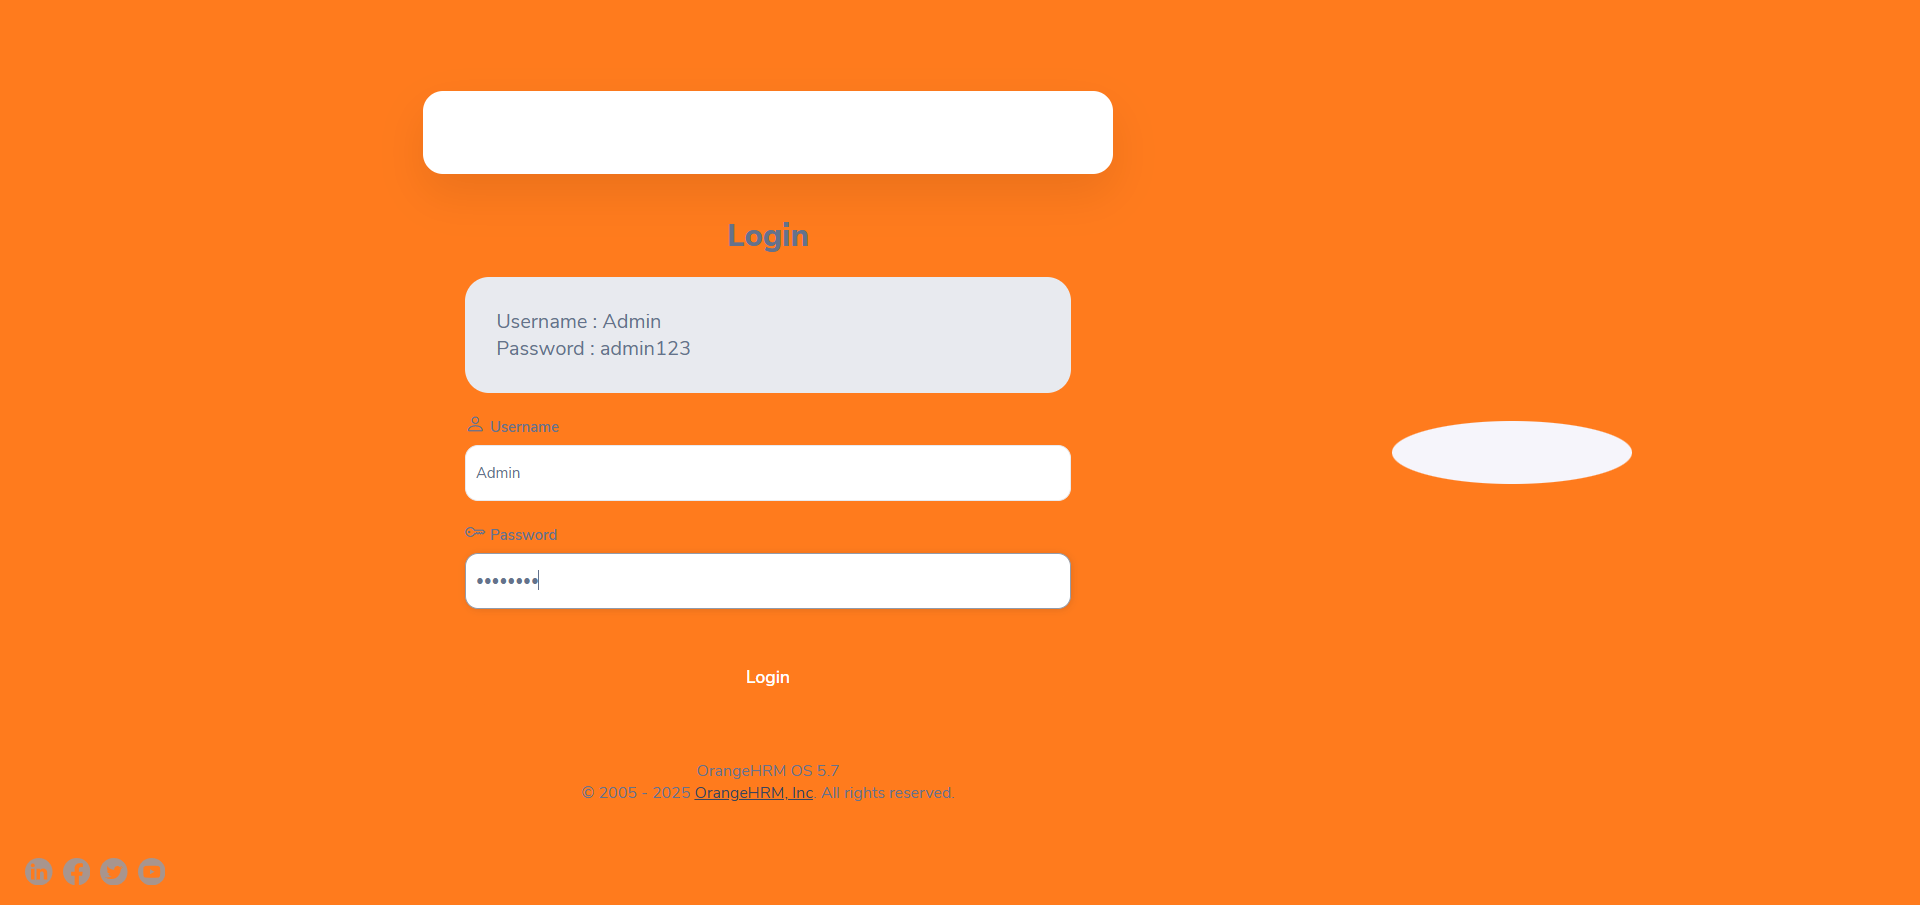 Login
Username : Admin
Password : admin123
Username
Admin
Password
••••••••
Login
OrangeHRM OS 5.7
© 2005 - 2025 OrangeHRM, Inc. All rights reserved.